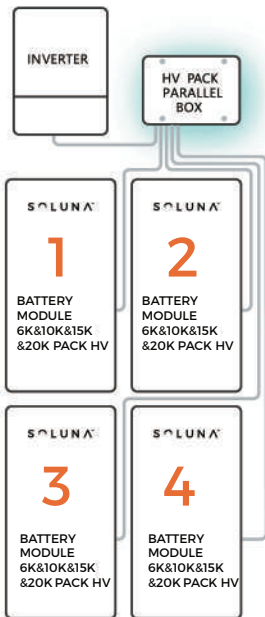 INVERTER
HV PACK
PARALLEL
BOX
SOLUNA
1
BATTERY
MODULE
6K&10K&15K
&20K PACK HV
SOLUNA
2
BATTERY
MODULE
6K&10K&15K
&20K PACK HV
SOLUNA
3
BATTERY
MODULE
6K&10K&15K
&20K PACK HV
SOLUNA
4
BATTERY
MODULE
6K&10K&15K
&20K PACK HV